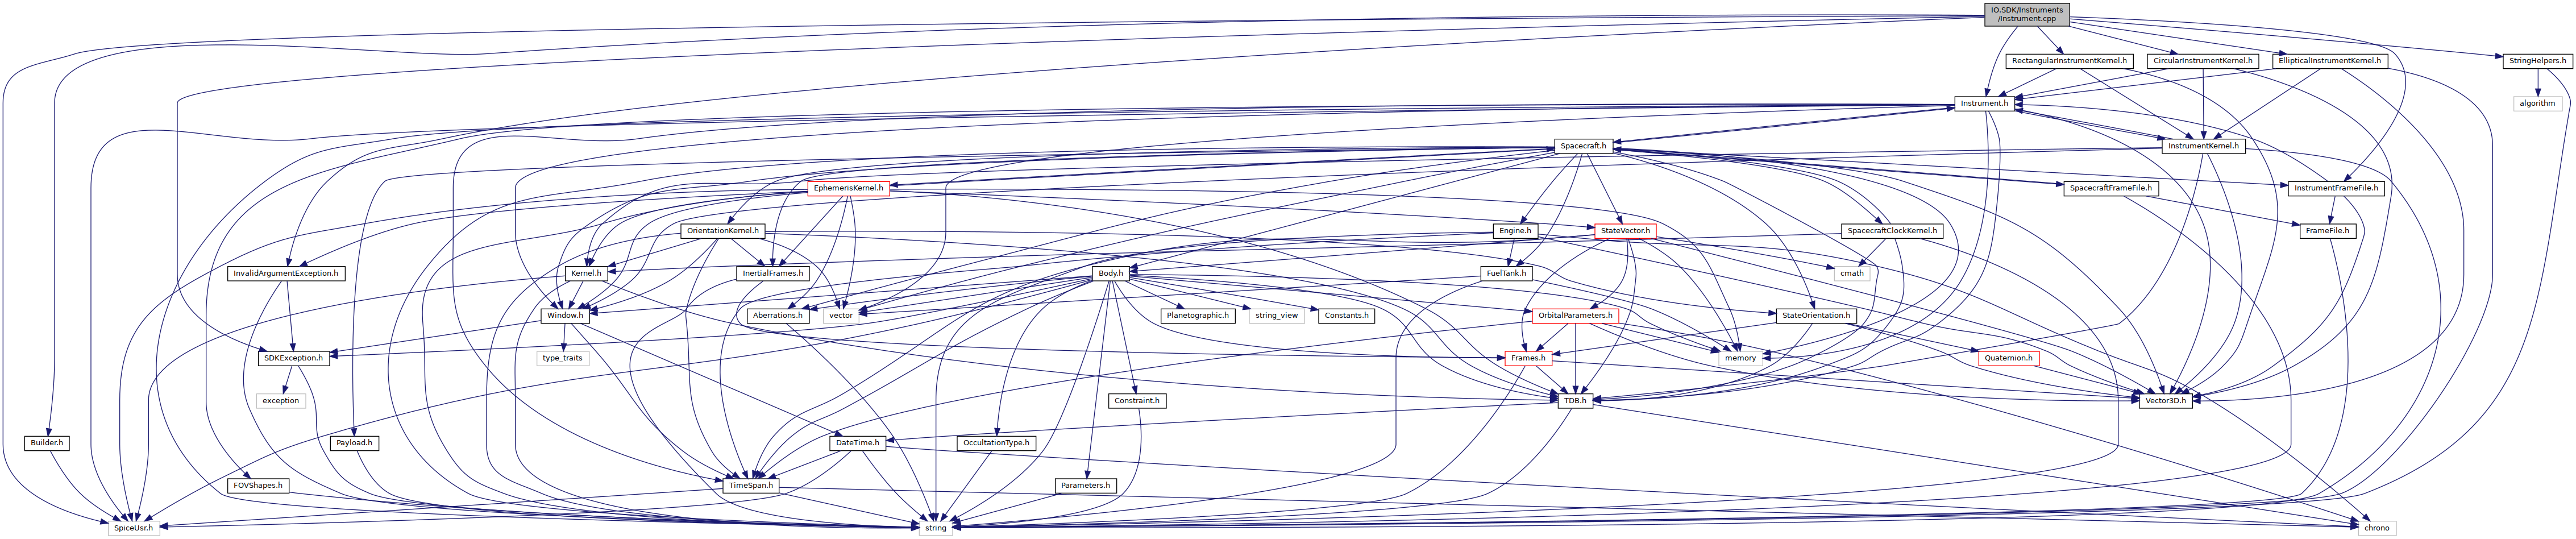 IO.SDK/Instruments
/Instrument.cpp
RectangularInstrumentKernel.h
CircularInstrumentKernel.h
EllipticalInstrumentKernel.h
StringHelpers.h
Instrument.h
algorithm
Spacecraft.h
InstrumentKernel.h
EphemerisKernel.h
SpacecraftFrameFile.h
InstrumentFrameFile.h
OrientationKernel.h
Engine.h
StateVector.h
SpacecraftClockKernel.h
FrameFile.h
InvalidArgumentException.h
Kernel.h
InertialFrames.h
Body.h
FuelTank.h
cmath
Window.h
Aberrations.h
vector
Planetographic.h
string_view
Constants.h
OrbitalParameters.h
StateOrientation.h
SDKException.h
type_traits
Frames.h
memory
Quaternion.h
exception
Constraint.h
TDB.h
Vector3D.h
Builder.h
Payload.h
DateTime.h
OccultationType.h
FOVShapes.h
TimeSpan.h
Parameters.h
SpiceUsr.h
string
chrono